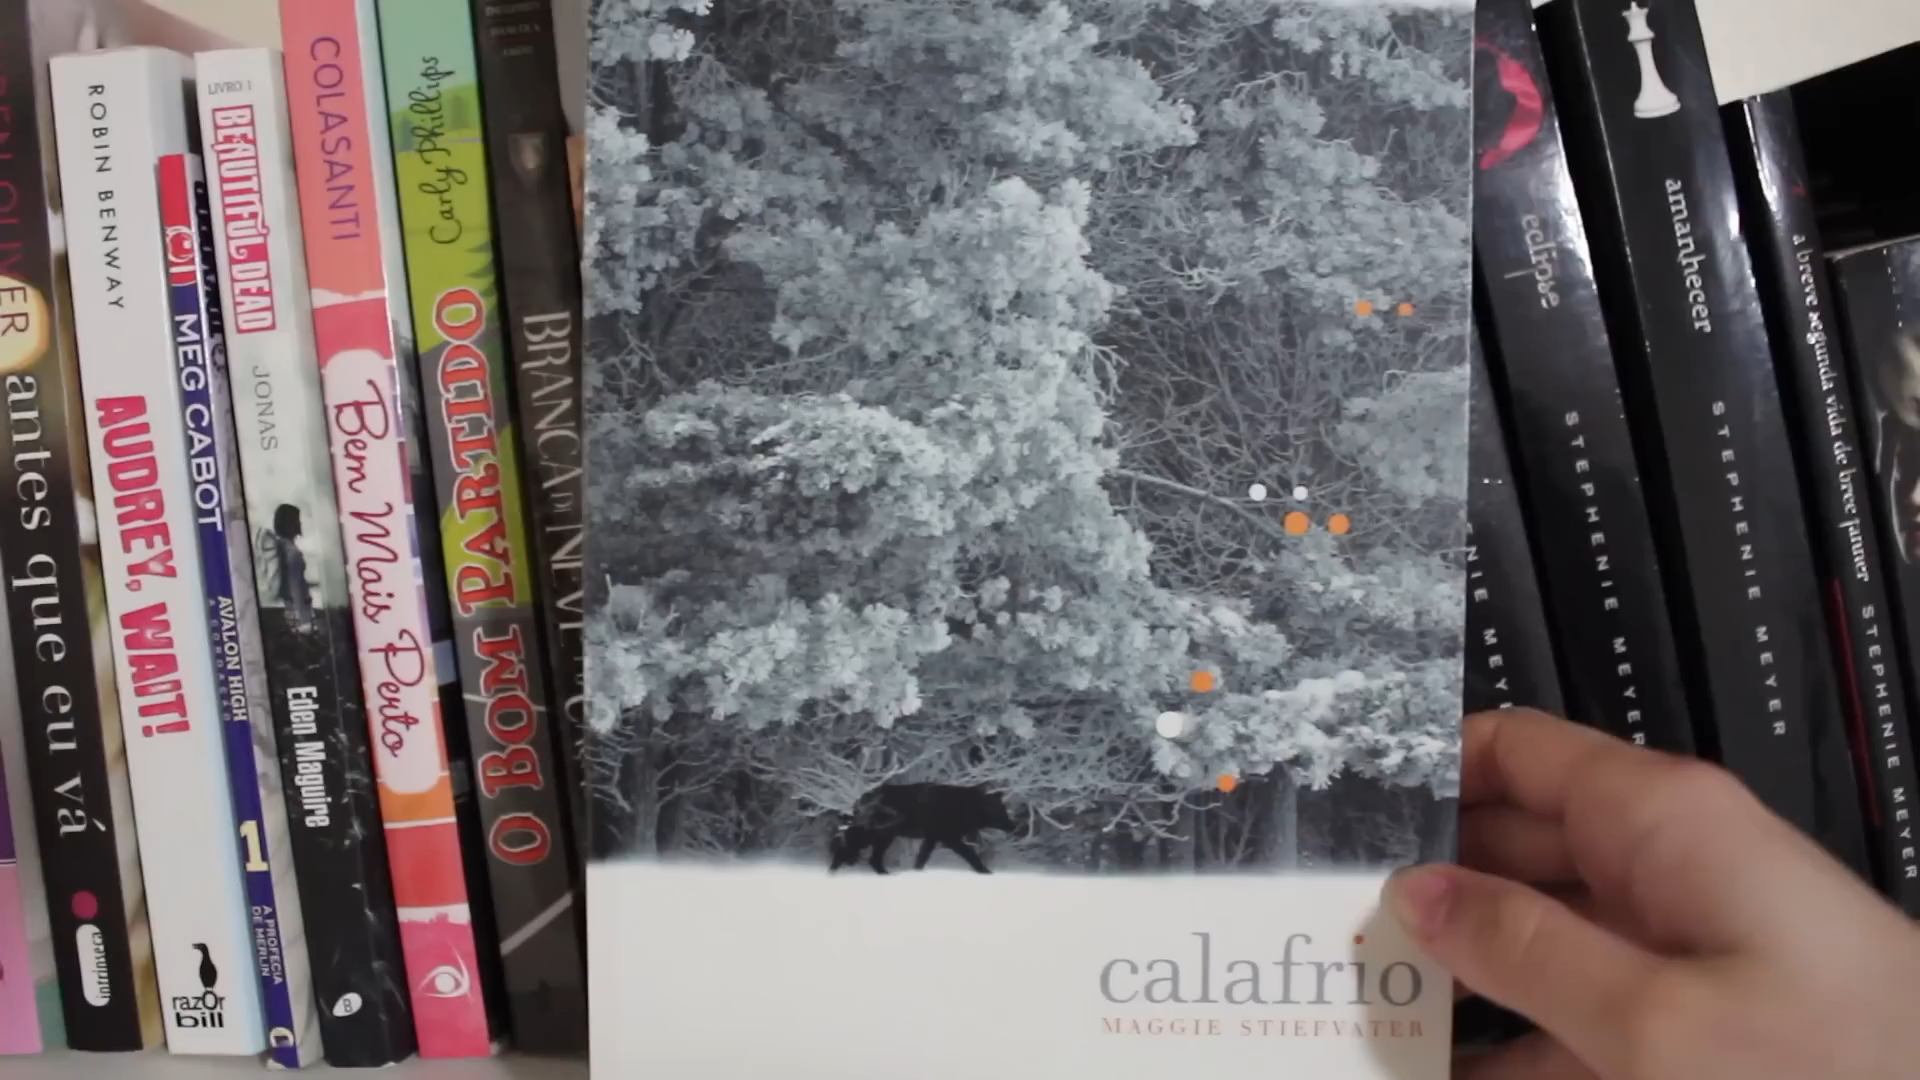 antes que eu vá
intrínseca
ROBIN BENWAY
AUDREY, WAIT!
razOr
bill
MEG CABOT
AVALON HIGH
A COROAÇÃO
1
A PROFECIA
DE MERLIN
LIVRO 1
BEAUTIFUL DEAD
JONAS
Eden Maguire
B
COLASANTI
Bem Mais Perto
Carly Phillips
O BOM PARTIDO
BRANCA DE NEVE
calafrio
MAGGIE STIEFVATER
eclipse
STEPHENIE MEYER
amanhecer
STEPHENIE MEYER
a breve segunda vida de bree tanner
STEPHENIE MEYER